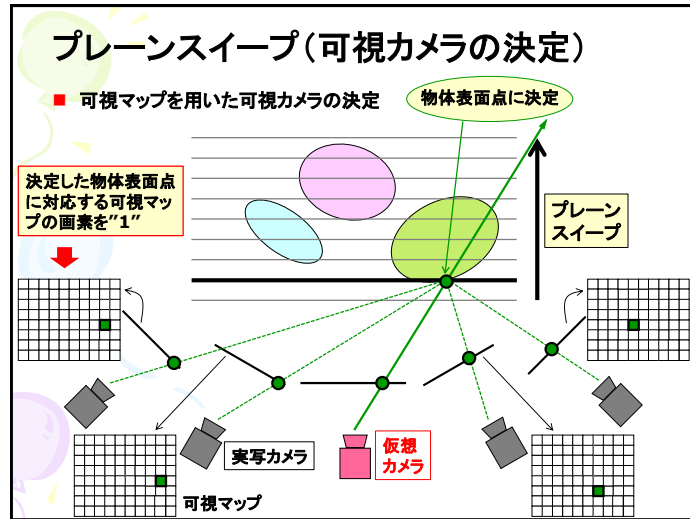 プレーンスイープ（可視カメラの決定）
可視マップを用いた可視カメラの決定
物体表面点に決定
決定した物体表面点
に対応する可視マッ
プの画素を”1”
プレーン
スイープ
実写カメラ
仮想
カメラ
可視マップ